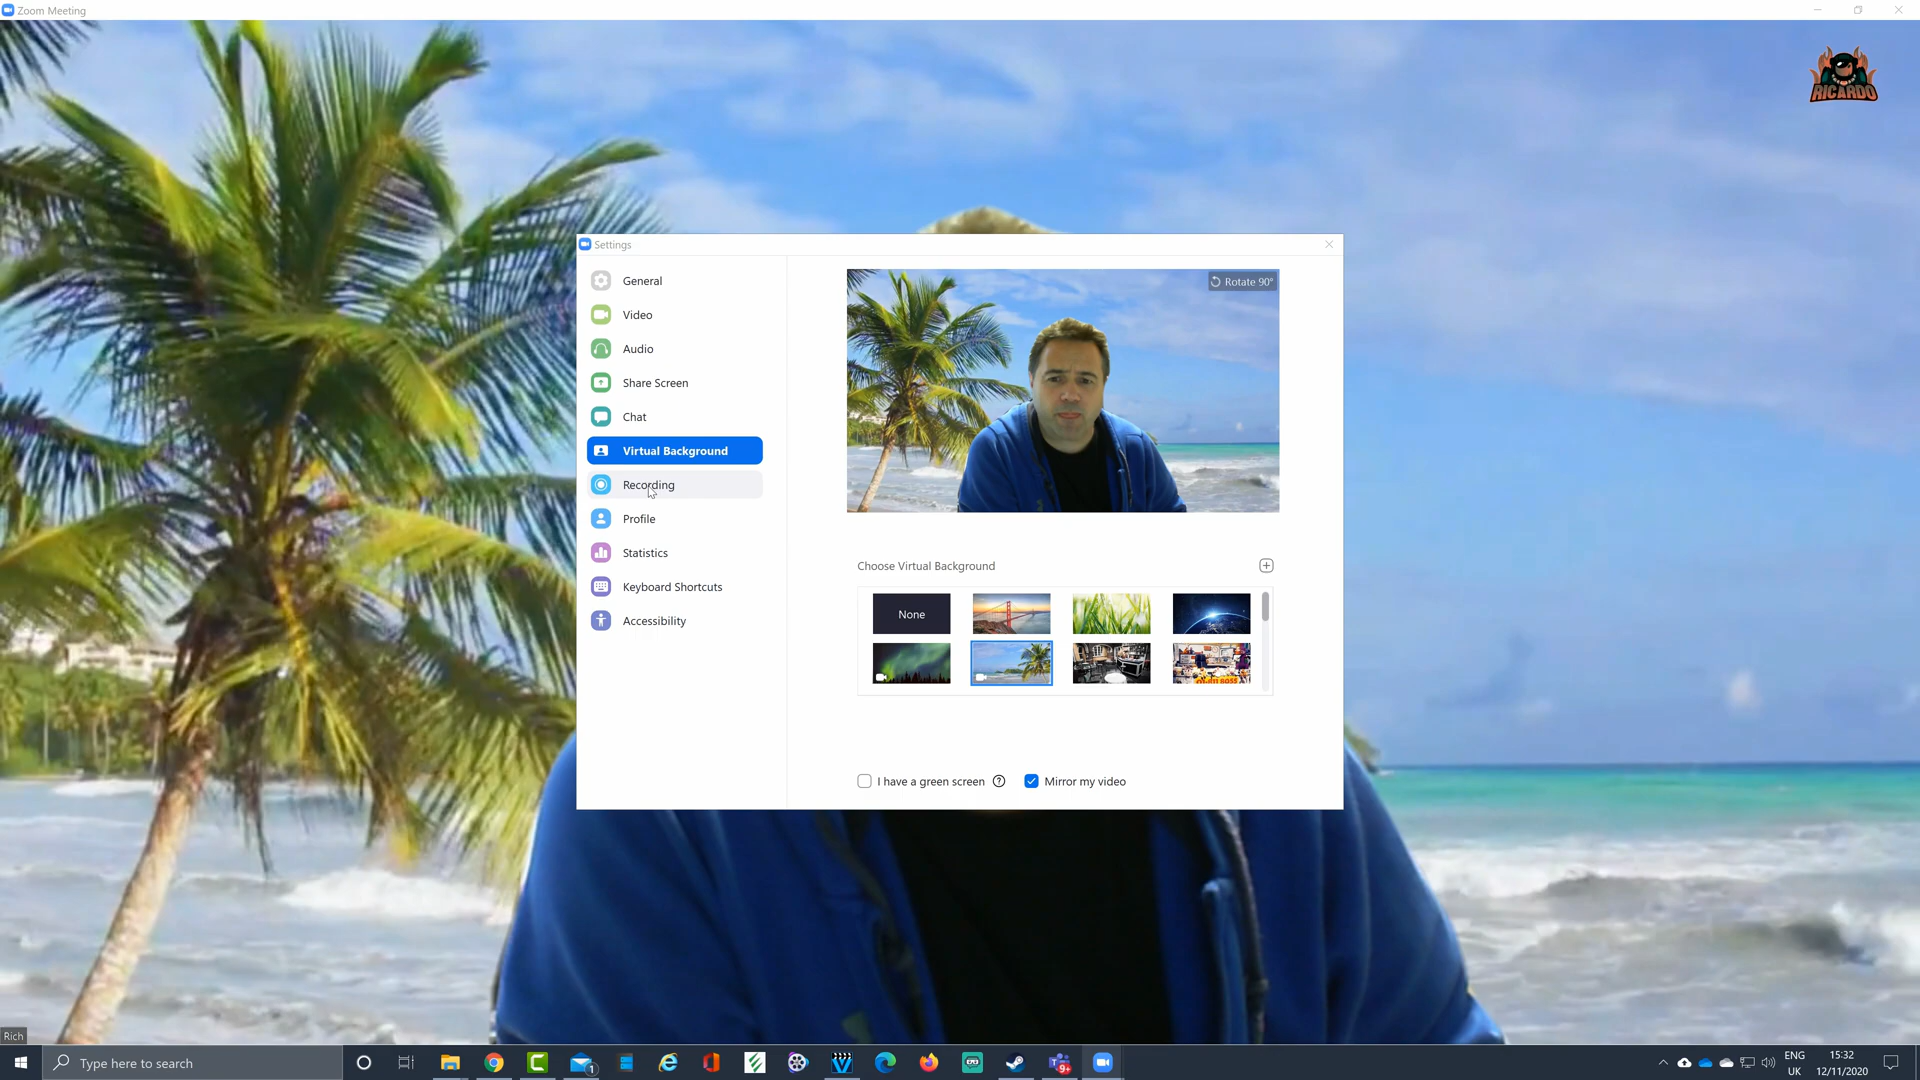 Zoom Meeting
RICARDO
Settings
General
Video
Audio
Share Screen
Chat
Virtual Background
Recording
Profile
Statistics
Keyboard Shortcuts
Accessibility
Rotate 90°
Choose Virtual Background
None
I have a green screen
Mirror my video
Rich
Type here to search
1
9+
ENG
UK
15:32
12/11/2020